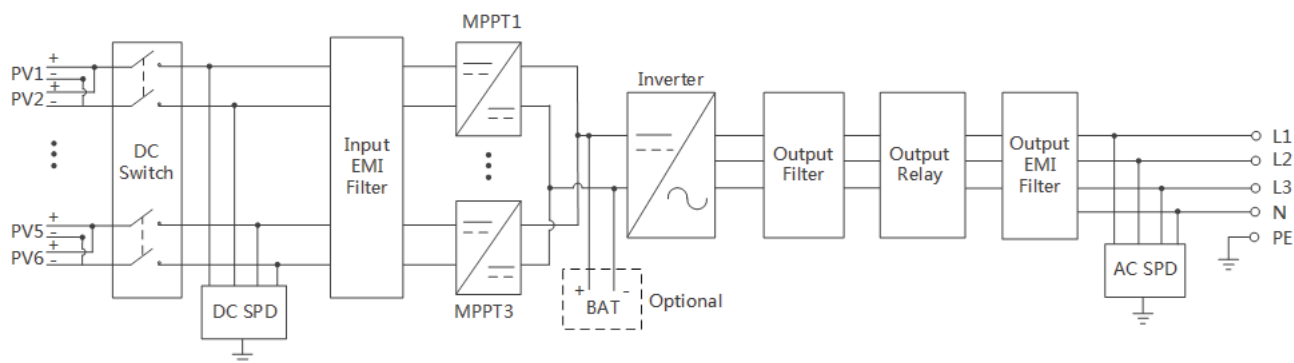 MPPT1
PV1
+
-
PV2
+
-
DC
Switch
Input
EMI
Filter
Inverter
Output
Filter
Output
Relay
Output
EMI
Filter
L1
L2
L3
N
PE
PV5
+
-
PV6
+
-
DC SPD
MPPT3
+
BAT
-
Optional
AC SPD